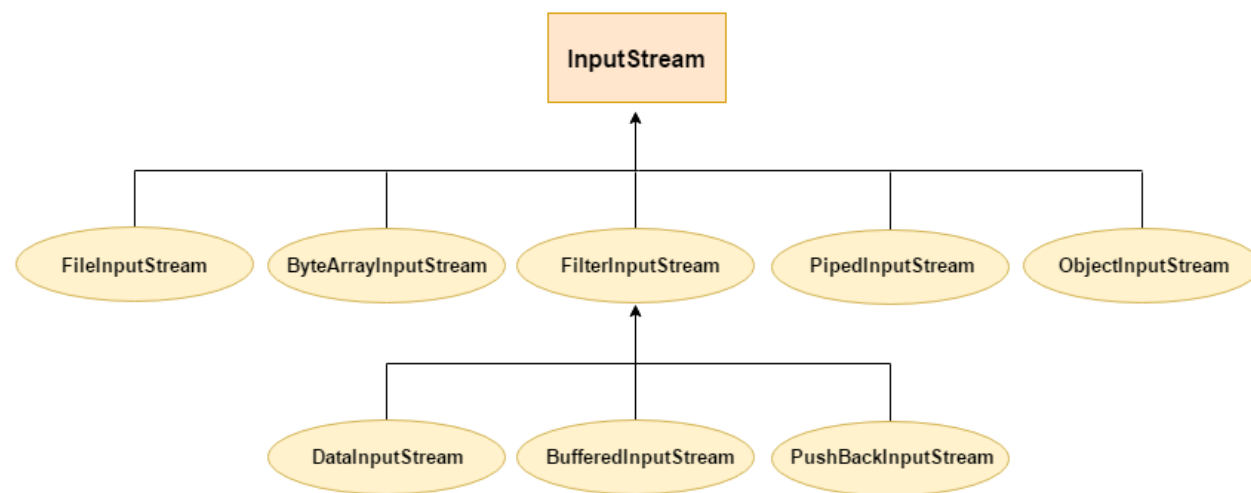 InputStream
FileInputStream
ByteArrayInputStream
FilterInputStream
PipedInputStream
ObjectInputStream
DataInputStream
BufferedInputStream
PushBackInputStream